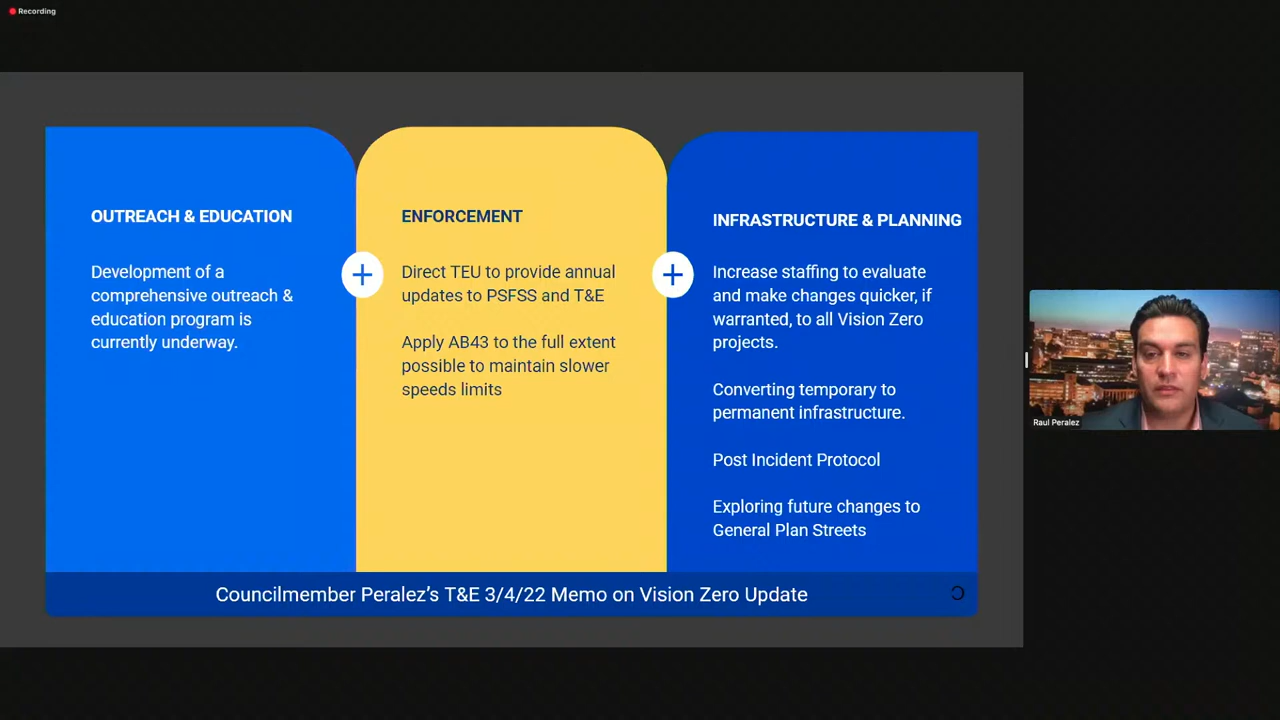 Recording
OUTREACH & EDUCATION
Development of a
comprehensive outreach &
education program is
currently underway.
ENFORCEMENT
Direct TEU to provide annual
updates to PSFSS and T&E
Apply AB43 to the full extent
possible to maintain slower
speeds limits
INFRASTRUCTURE & PLANNING
Increase staffing to evaluate
and make changes quicker, if
warranted, to all Vision Zero
projects.
Converting temporary to
permanent infrastructure.
Post Incident Protocol
Exploring future changes to
General Plan Streets
Councilmember Peralez’s T&E 3/4/22 Memo on Vision Zero Update
Raul Peralez